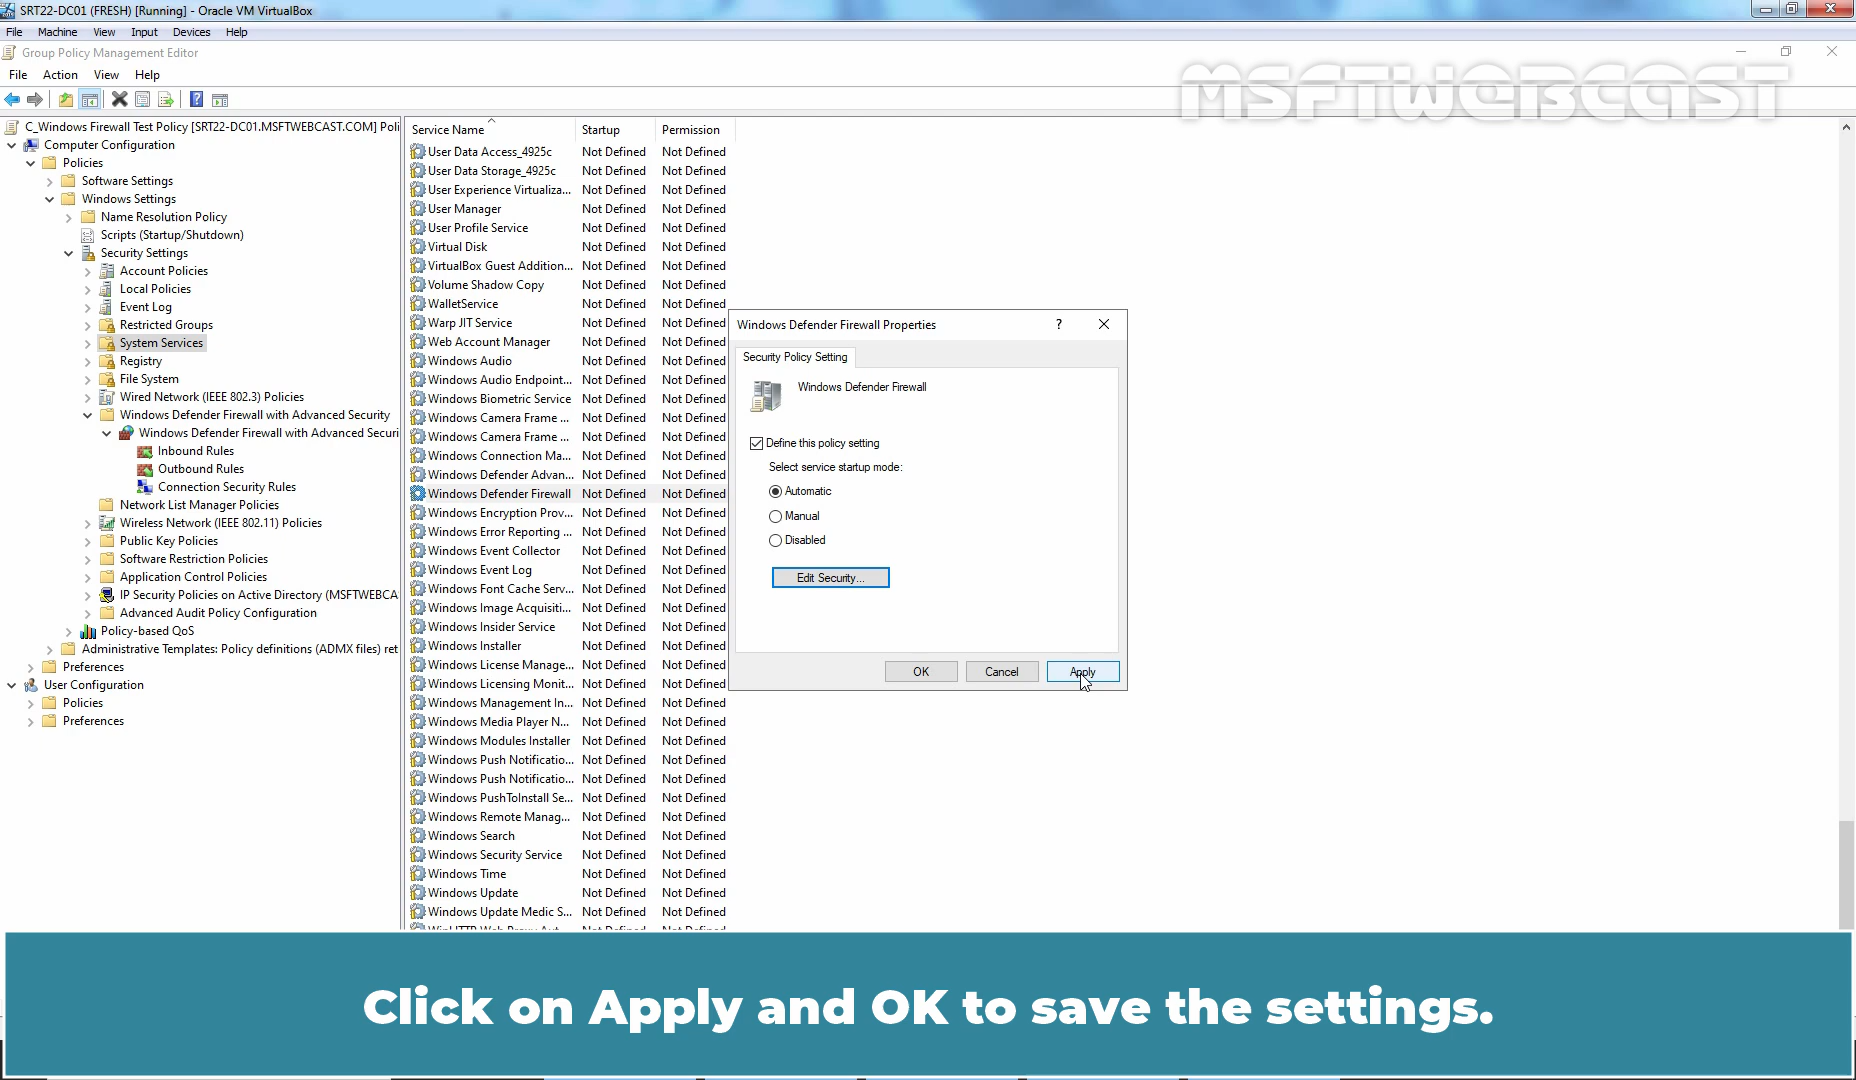 SRT22-DC01 (FRESH) [Running] - Oracle VM VirtualBox
File Machine View Input Devices Help
Group Policy Management Editor
File Action View Help
MSFTWEBCAST
C_Windows Firewall Test Policy [SRT22-DC01.MSFTWEBCAST.COM] Poli
Computer Configuration
Policies
Software Settings
Windows Settings
Name Resolution Policy
Scripts (Startup/Shutdown)
Security Settings
Account Policies
Local Policies
Event Log
Restricted Groups
System Services
Registry
File System
Wired Network (IEEE 802.3) Policies
Windows Defender Firewall with Advanced Security
Windows Defender Firewall with Advanced Securi
Inbound Rules
Outbound Rules
Connection Security Rules
Network List Manager Policies
Wireless Network (IEEE 802.11) Policies
Public Key Policies
Software Restriction Policies
Application Control Policies
IP Security Policies on Active Directory (MSFTWEBCA
Advanced Audit Policy Configuration
Policy-based QoS
Administrative Templates: Policy definitions (ADMX files) ret
Preferences
User Configuration
Policies
Preferences
Service Name Startup Permission
User Data Access_4925c Not Defined Not Defined
User Data Storage_4925c Not Defined Not Defined
User Experience Virtualiza... Not Defined Not Defined
User Manager Not Defined Not Defined
User Profile Service Not Defined Not Defined
Virtual Disk Not Defined Not Defined
VirtualBox Guest Addition... Not Defined Not Defined
Volume Shadow Copy Not Defined Not Defined
WalletService Not Defined Not Defined
Warp JIT Service Not Defined Not Defined
Web Account Manager Not Defined Not Defined
Windows Audio Not Defined Not Defined
Windows Audio Endpoint... Not Defined Not Defined
Windows Biometric Service Not Defined Not Defined
Windows Camera Frame ... Not Defined Not Defined
Windows Camera Frame ... Not Defined Not Defined
Windows Connection Ma... Not Defined Not Defined
Windows Defender Advan... Not Defined Not Defined
Windows Defender Firewall Not Defined Not Defined
Windows Encryption Prov... Not Defined Not Defined
Windows Error Reporting ... Not Defined Not Defined
Windows Event Collector Not Defined Not Defined
Windows Event Log Not Defined Not Defined
Windows Font Cache Serv... Not Defined Not Defined
Windows Image Acquisiti... Not Defined Not Defined
Windows Insider Service Not Defined Not Defined
Windows Installer Not Defined Not Defined
Windows License Manage... Not Defined Not Defined
Windows Licensing Monit... Not Defined Not Defined
Windows Management In... Not Defined Not Defined
Windows Media Player N... Not Defined Not Defined
Windows Modules Installer Not Defined Not Defined
Windows Push Notificatio... Not Defined Not Defined
Windows Push Notificatio... Not Defined Not Defined
Windows PushToInstall Se... Not Defined Not Defined
Windows Remote Manag... Not Defined Not Defined
Windows Search Not Defined Not Defined
Windows Security Service Not Defined Not Defined
Windows Time Not Defined Not Defined
Windows Update Not Defined Not Defined
Windows Update Medic S... Not Defined Not Defined
Windows Defender Firewall Properties ?
Security Policy Setting
Windows Defender Firewall
Define this policy setting
Select service startup mode:
Automatic
Manual
Disabled
Edit Security...
OK Cancel Apply
Click on Apply and OK to save the settings.